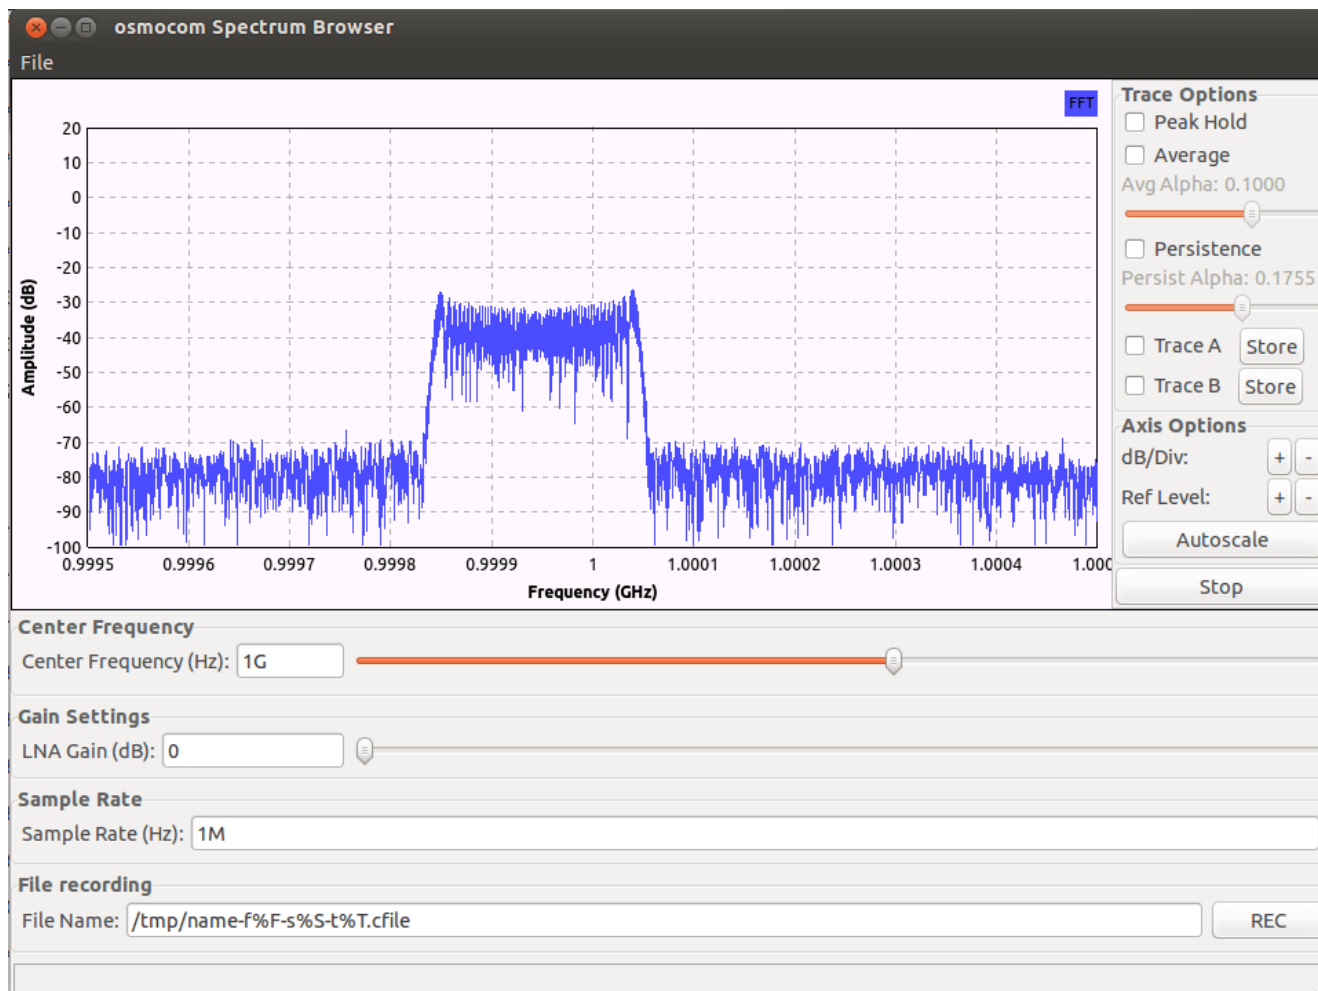 osmocom Spectrum Browser
File
FFT
Amplitude (dB)
20
10
0
-10
-20
-30
-40
-50
-60
-70
-80
-90
-100
0.9995 0.9996 0.9997 0.9998 0.9999 1 1.0001 1.0002 1.0003 1.0004 1.000
Frequency (GHz)
Trace Options
Peak Hold
Average
Avg Alpha: 0.1000
Persistence
Persist Alpha: 0.1755
Trace A Store
Trace B Store
Axis Options
dB/Div: + -
Ref Level: + -
Autoscale
Stop
Center Frequency
Center Frequency (Hz): 1G
Gain Settings
LNA Gain (dB): 0
Sample Rate
Sample Rate (Hz): 1M
File recording
File Name: /tmp/name-f%F-s%S-t%T.cfile REC